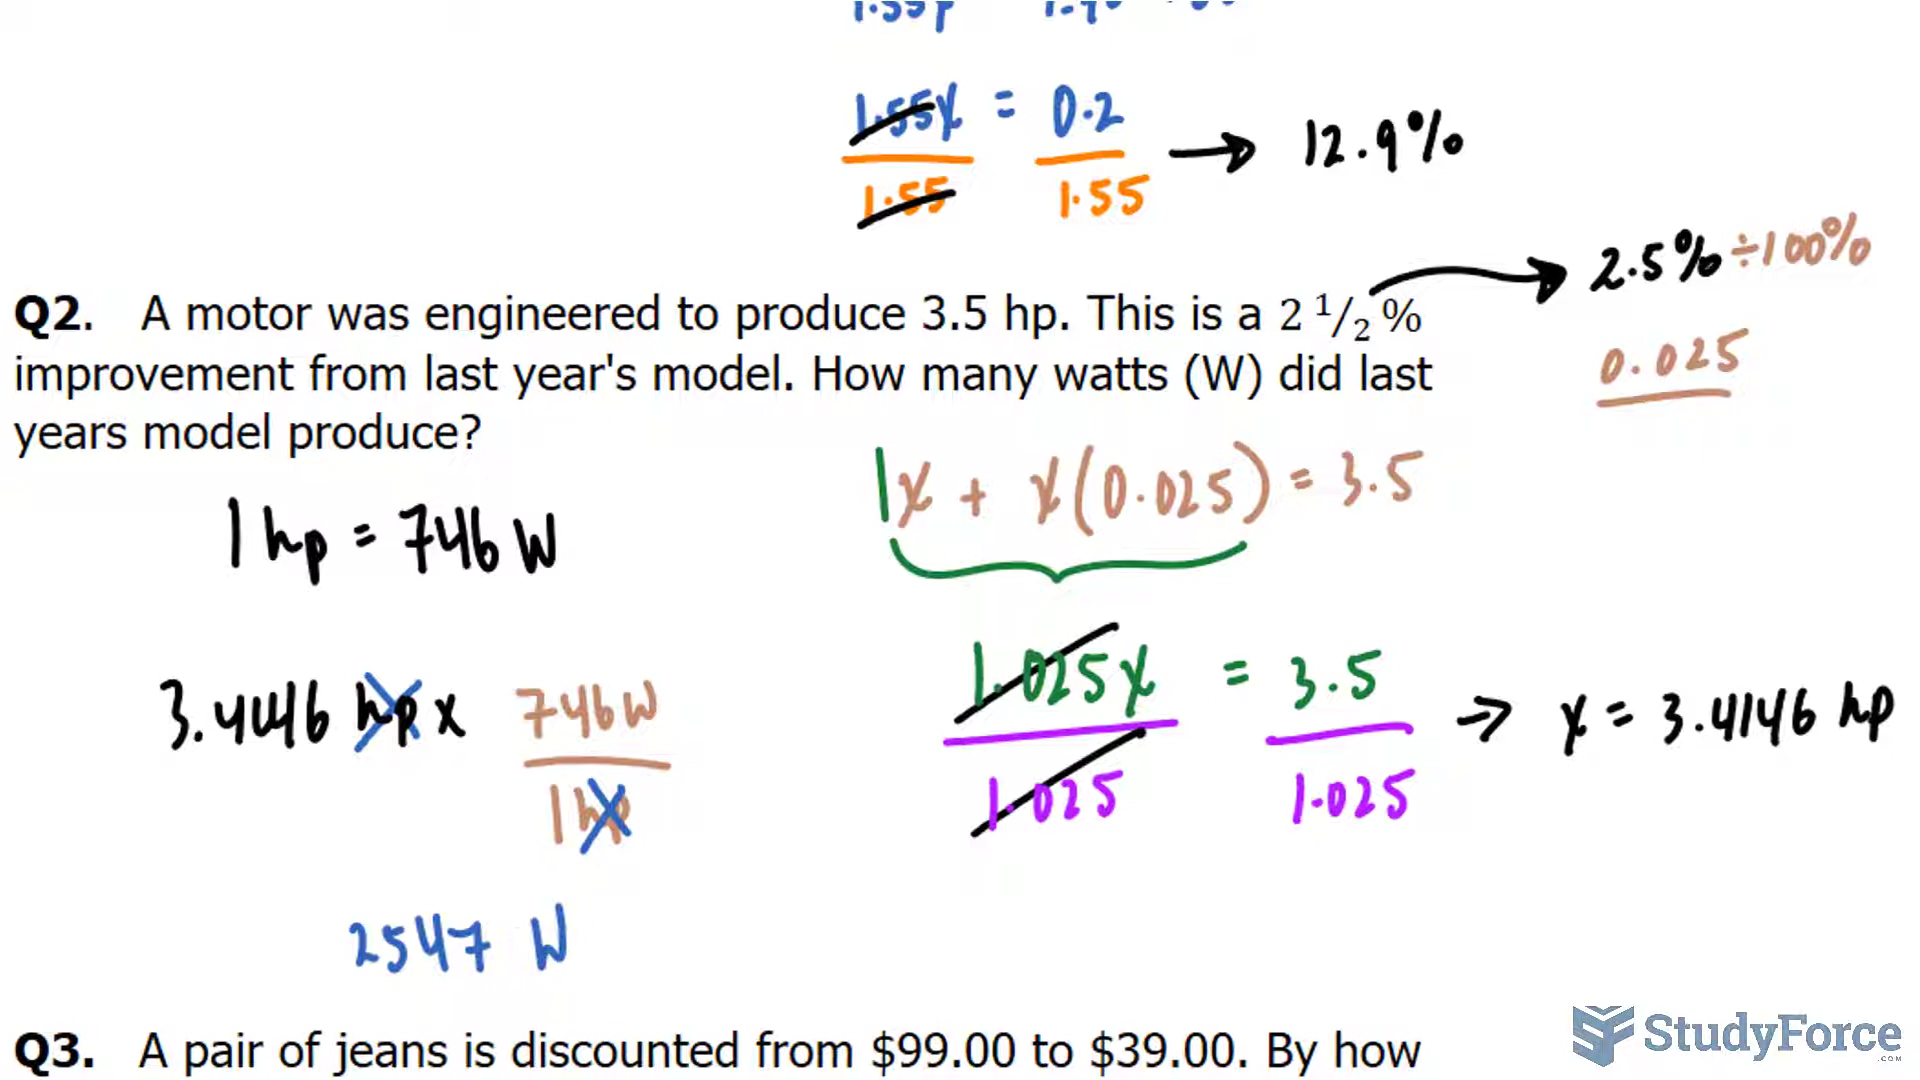 1.55x = 0.2
1.55 1.55 → 12.9%
2.5% ÷100%
0.025
Q2. A motor was engineered to produce 3.5 hp. This is a 2 1/2 %
improvement from last year's model. How many watts (W) did last
years model produce?
1x + x(0.025) = 3.5
1 hp = 746 W
1.025x = 3.5
1.025 1.025 → x = 3.4146 hp
3.4146 hp x 746W
1hp
2547 W
Q3. A pair of jeans is discounted from $99.00 to $39.00. By how
StudyForce
.COM